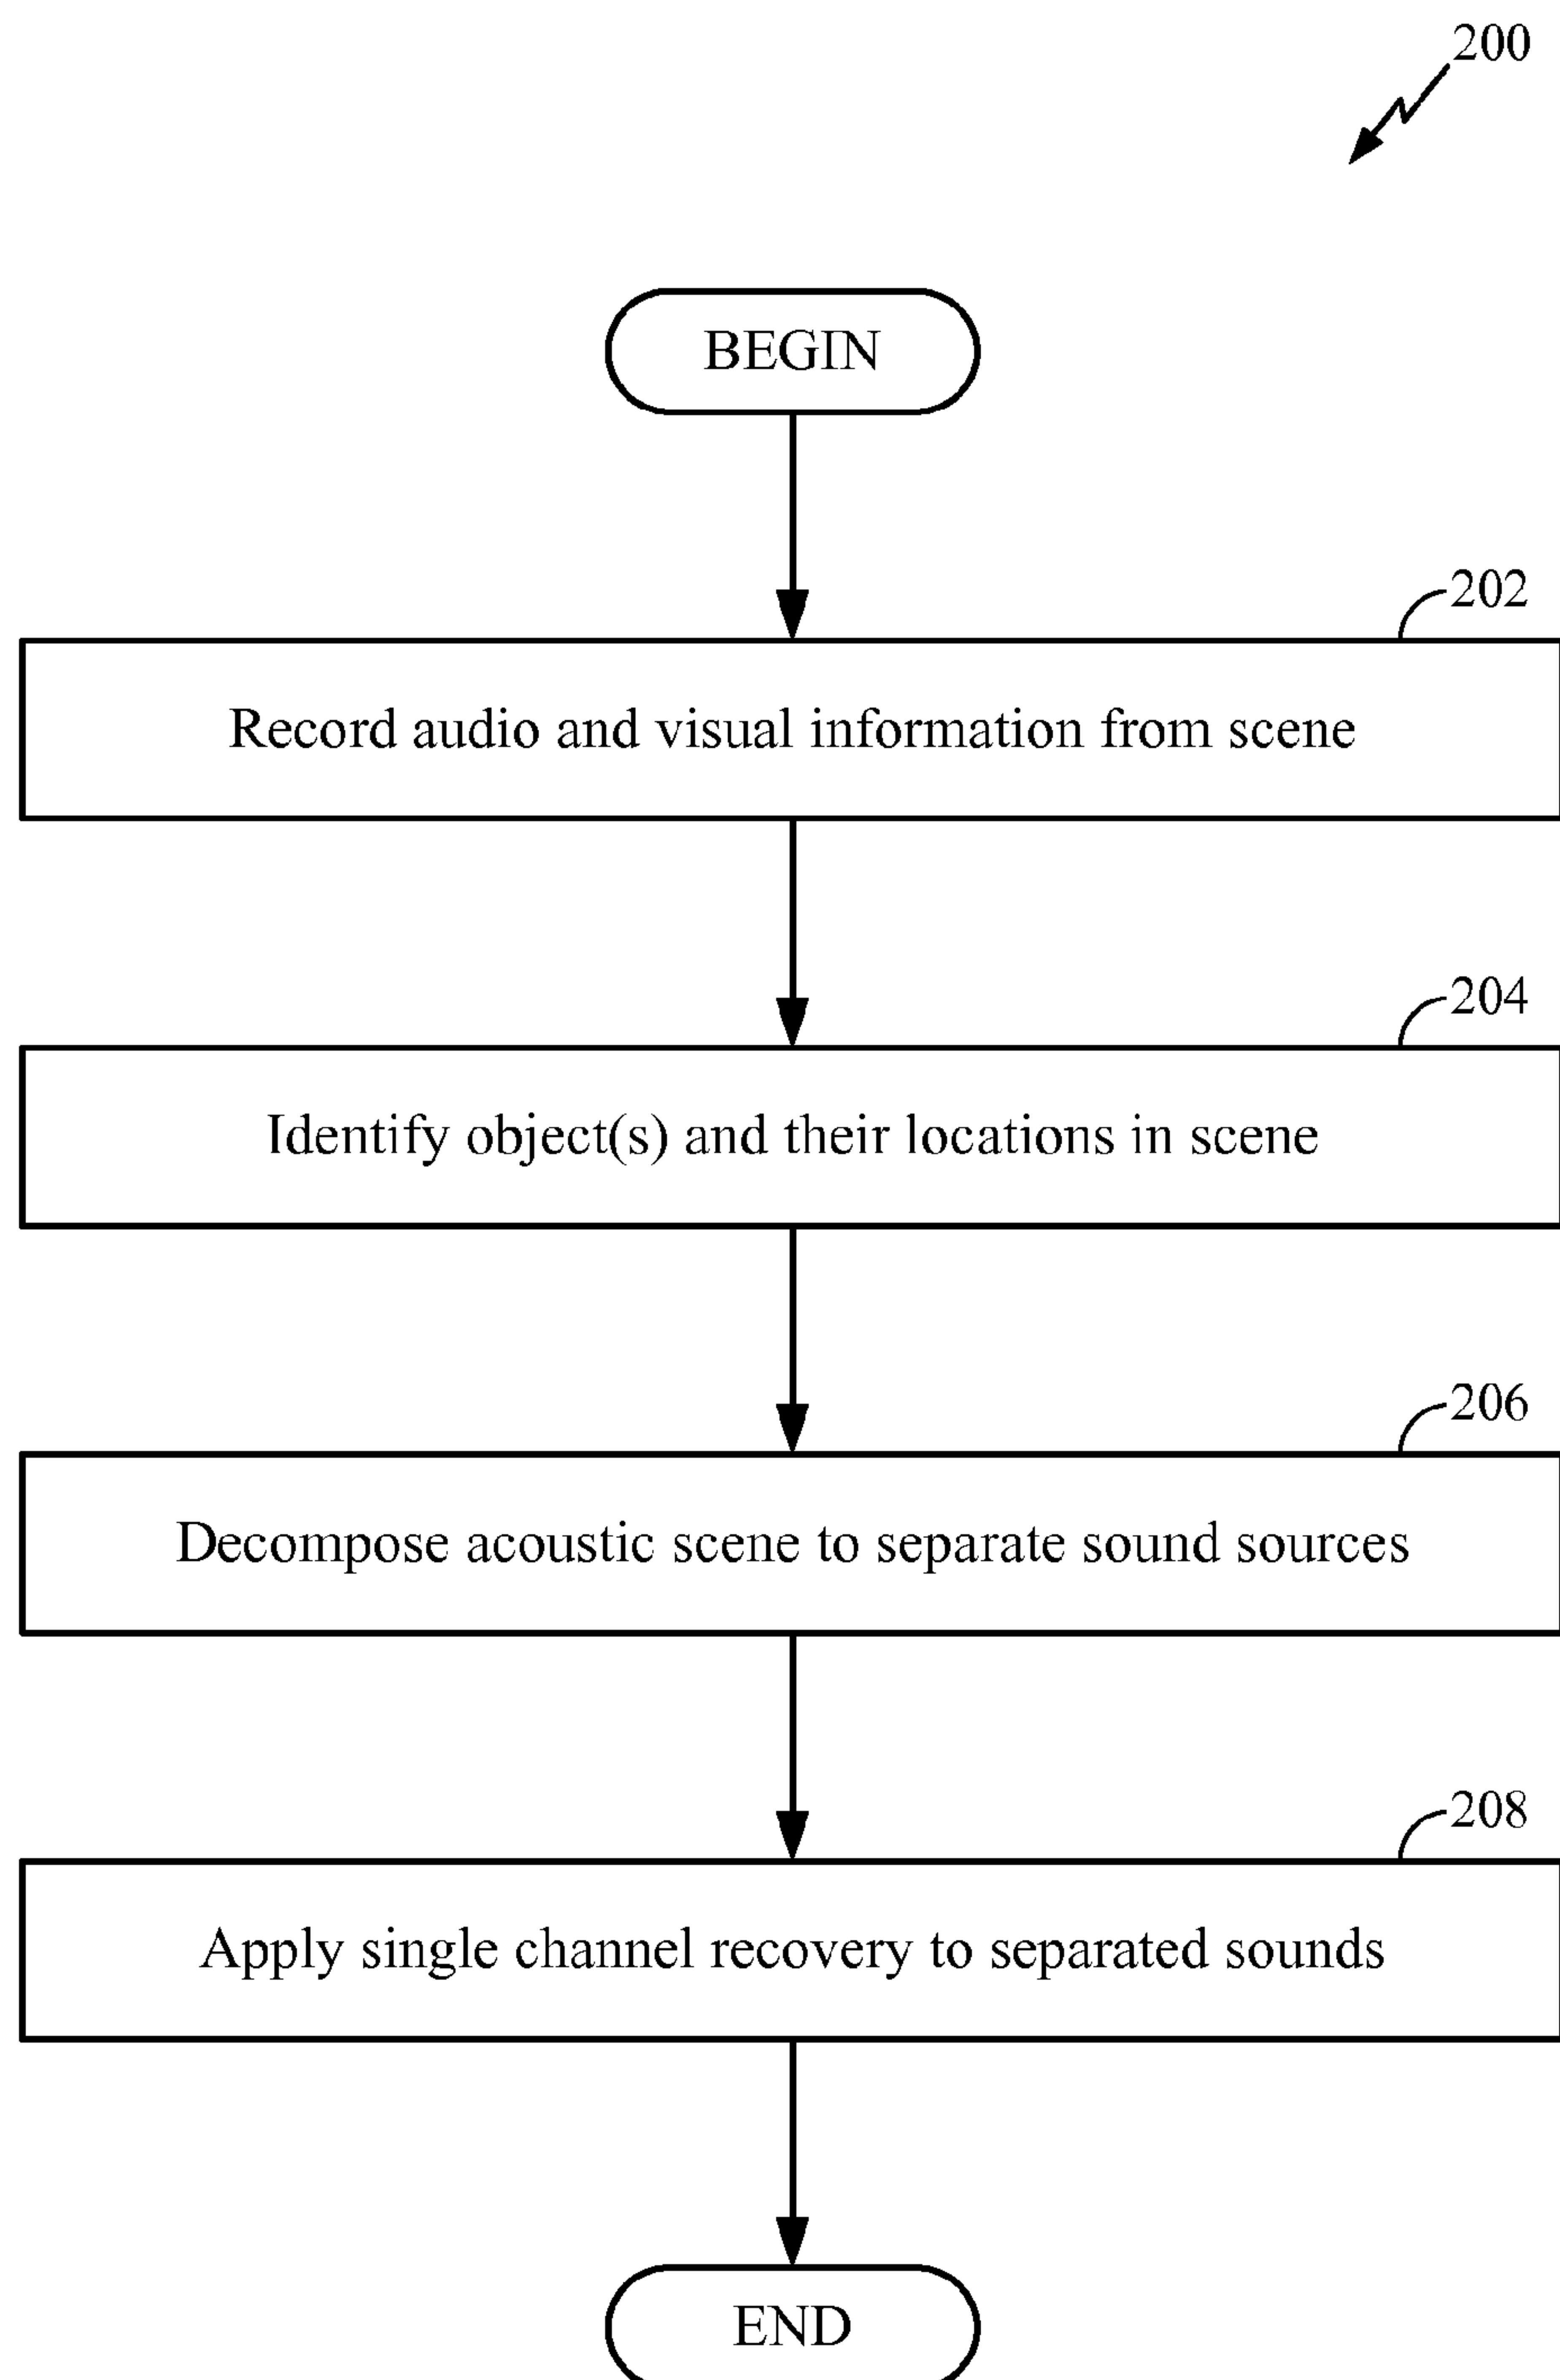 200
BEGIN
202
Record audio and visual information from scene
204
Identify object(s) and their locations in scene
206
Decompose acoustic scene to separate sound sources
208
Apply single channel recovery to separated sounds
END